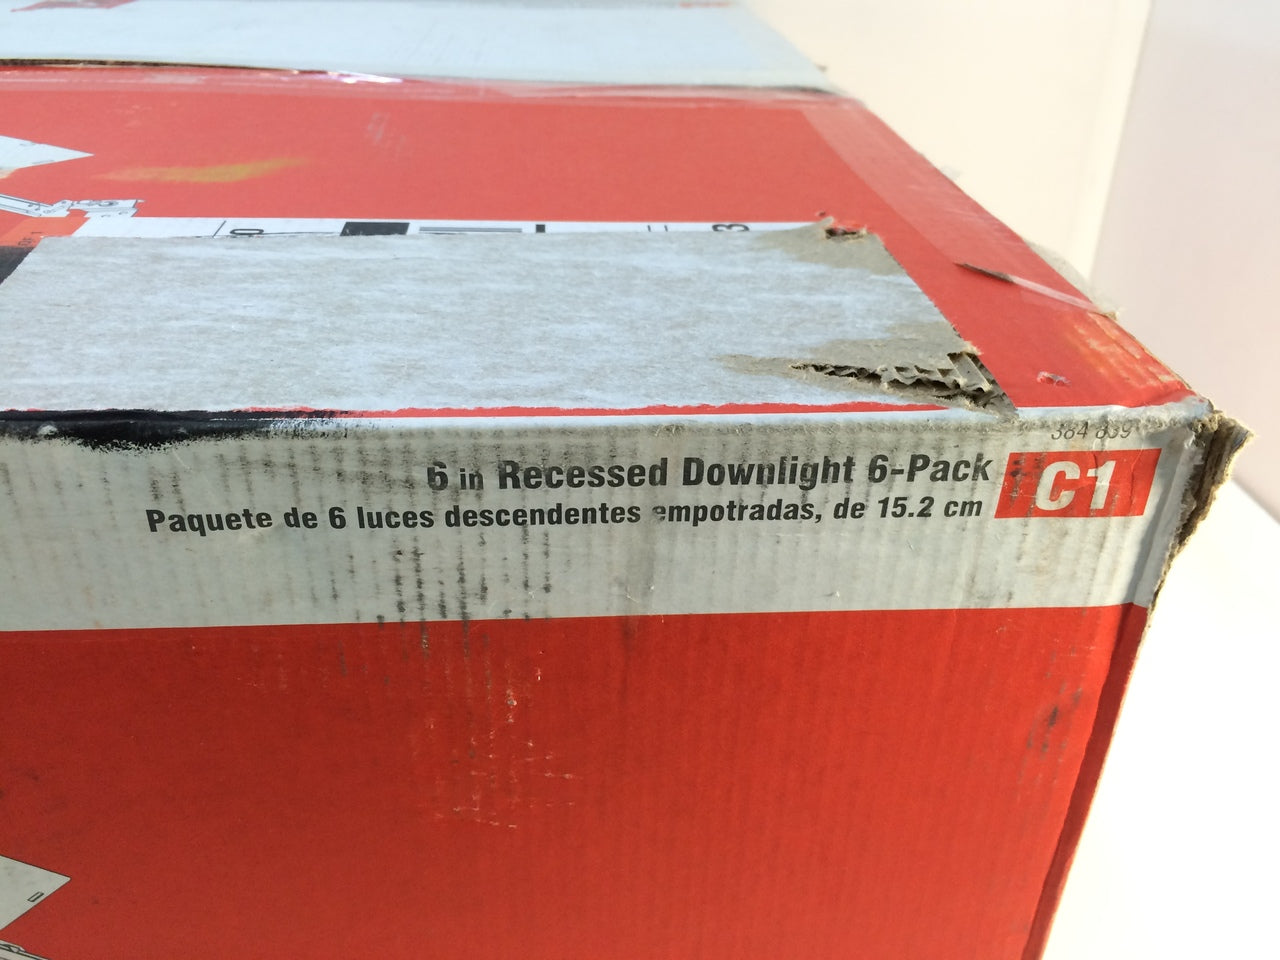 384 839
6 in Recessed Downlight 6-Pack
C1
Paquete de 6 luces descendentes empotradas, de 15.2 cm